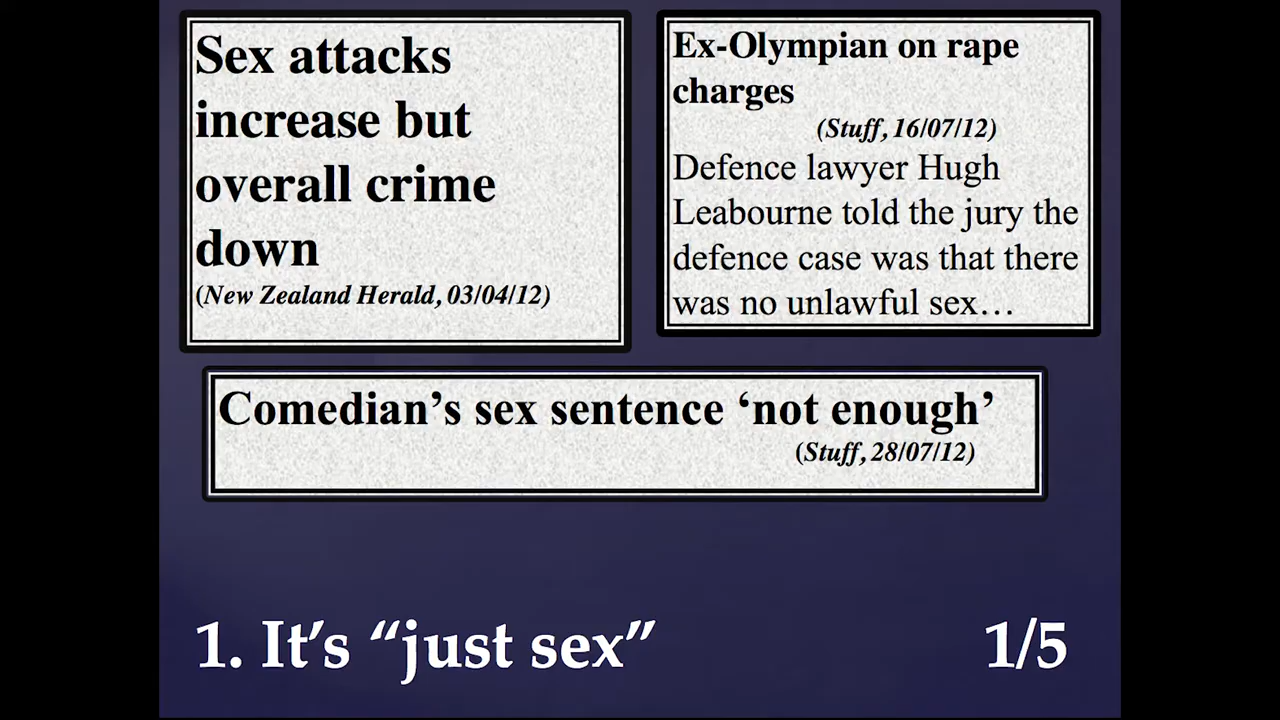 Sex attacks
increase but
overall crime
down
(New Zealand Herald, 03/04/12)
Ex-Olympian on rape
charges
(Stuff, 16/07/12)
Defence lawyer Hugh
Leabourne told the jury the
defence case was that there
was no unlawful sex…
Comedian’s sex sentence ‘not enough’
(Stuff, 28/07/12)
1. It’s “just sex”
1/5